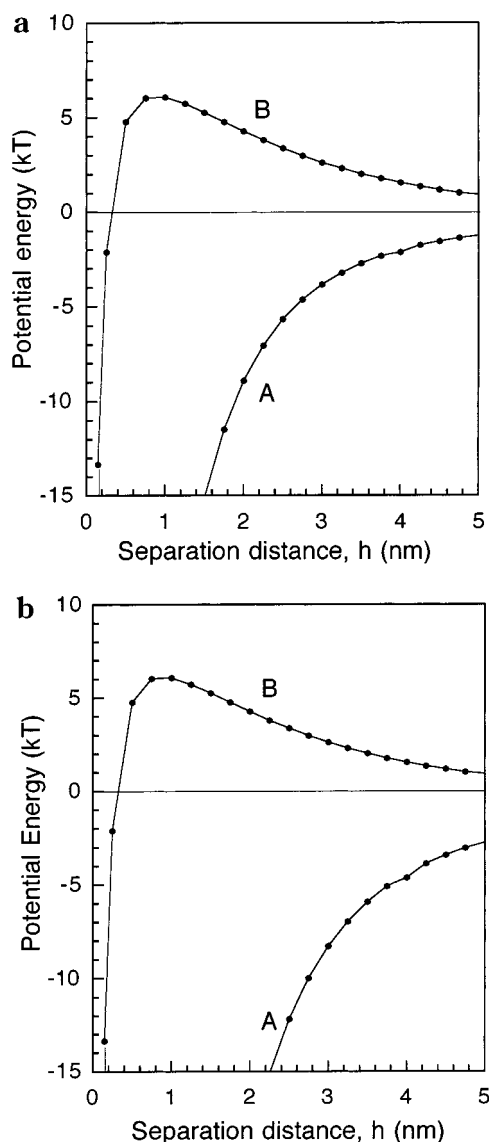 a
10
5
0
-5
-10
-15
Potential energy (kT)
B
A
0 1 2 3 4 5
Separation distance, h (nm)
b
10
5
0
-5
-10
-15
Potential Energy (kT)
B
A
0 1 2 3 4 5
Separation distance, h (nm)